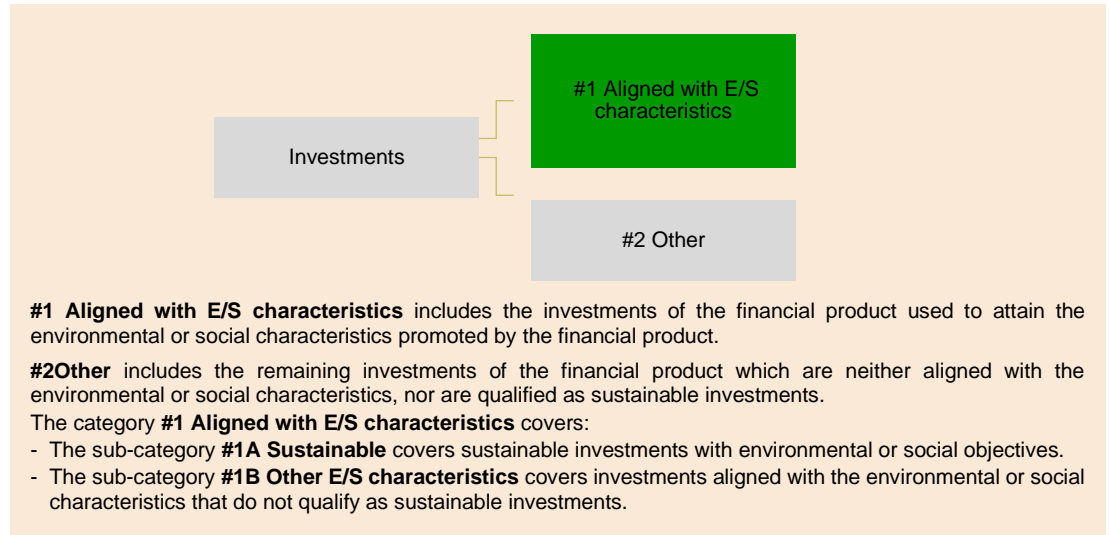 #1 Aligned with E/S
characteristics
Investments
#2 Other
#1 Aligned with E/S characteristics includes the investments of the financial product used to attain the
environmental or social characteristics promoted by the financial product.
#2Other includes the remaining investments of the financial product which are neither aligned with the
environmental or social characteristics, nor are qualified as sustainable investments.
The category #1 Aligned with E/S characteristics covers:
- The sub-category #1A Sustainable covers sustainable investments with environmental or social objectives.
- The sub-category #1B Other E/S characteristics covers investments aligned with the environmental or social
characteristics that do not qualify as sustainable investments.